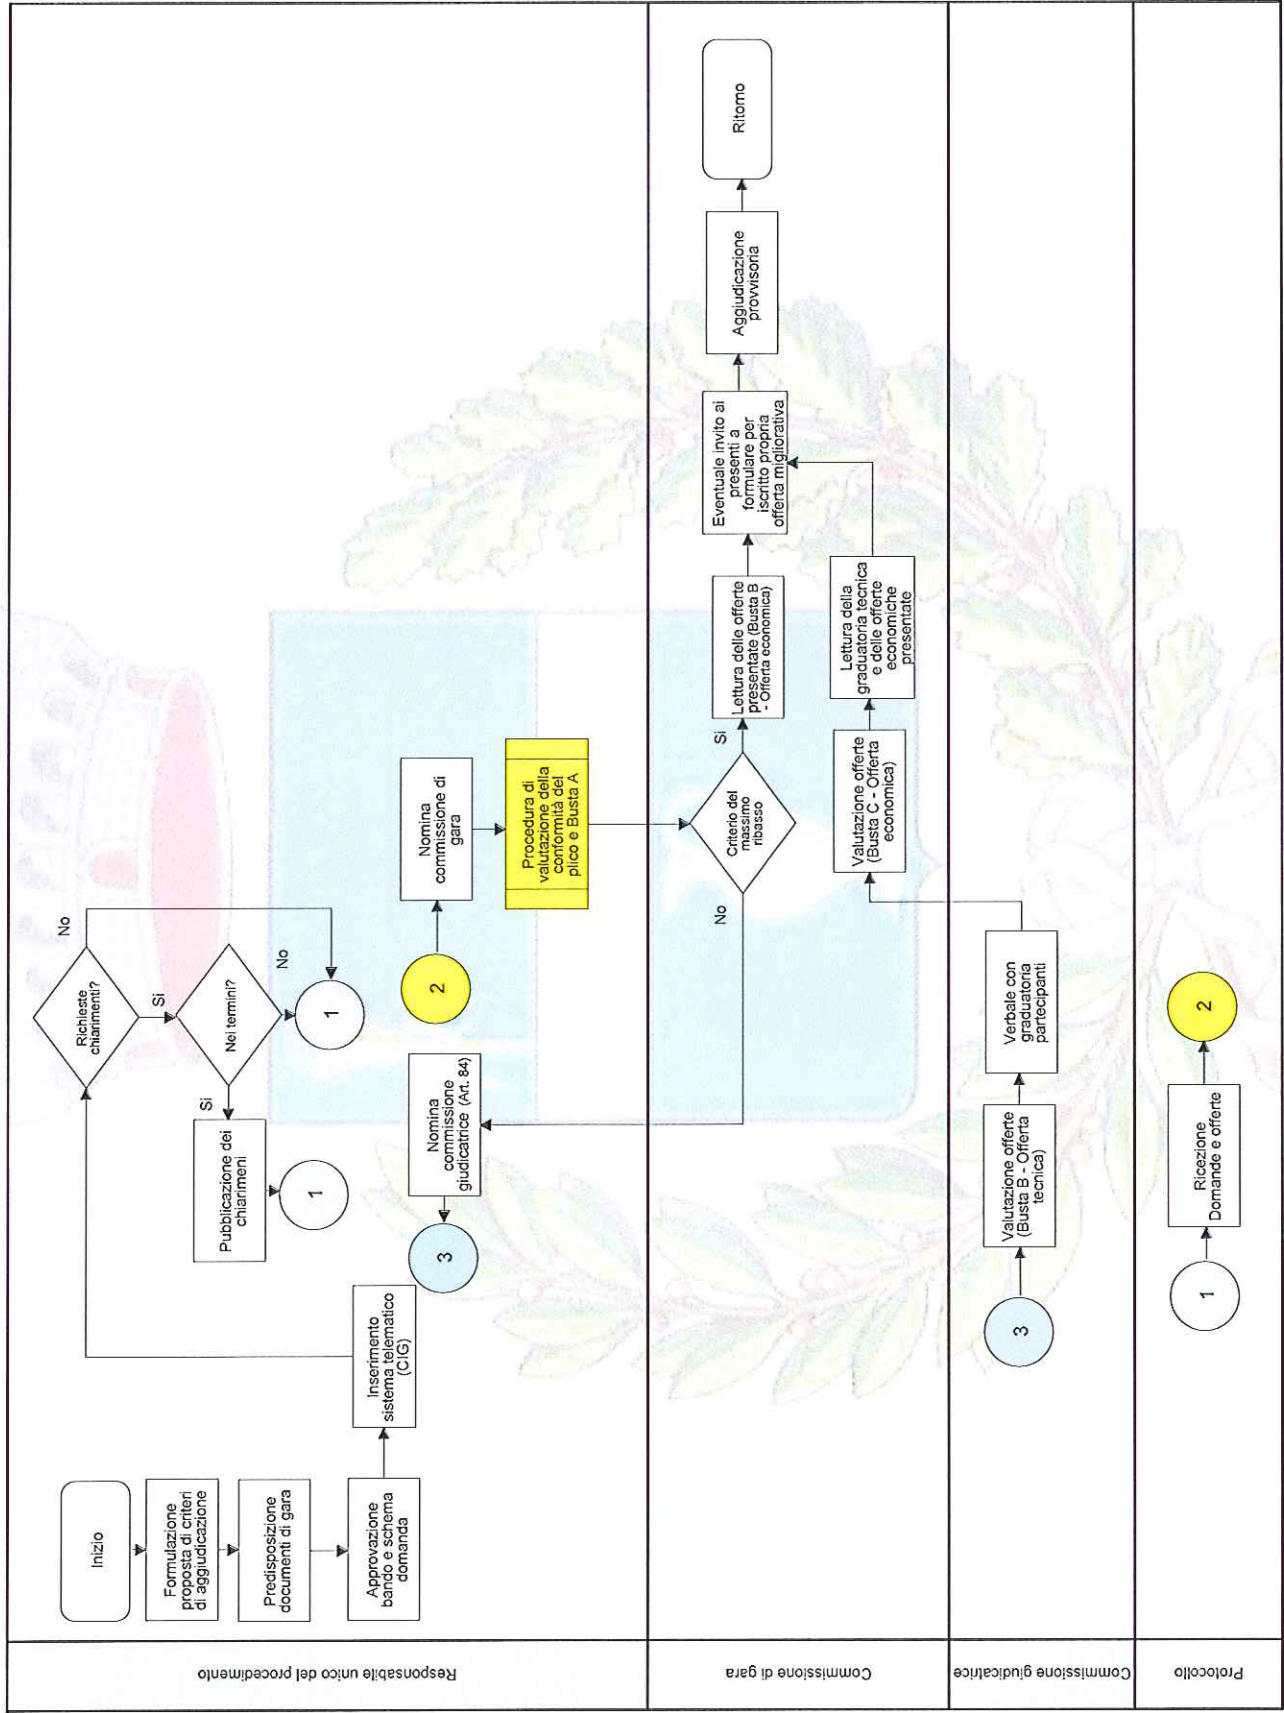 Responsabile unico del procedimento
Inizio
Formulazione
proposta di criteri
di aggiudicazione
Predisposizione
documenti di gara
Approvazione
bando e schema
domanda
Inserimento
sistema telematico
(CIG)
Richieste
chiarimenti?
No
Si
Nei termini?
No
Si
Pubblicazione dei
chiarimeni
1
1
2
Nomina
commissione di
gara
Procedura di
valutazione della
conformità del
plico e Busta A
Nomina
commissione
giudicatrice (Art. 84)
3
Commissione di gara
Criterio del
massimo
ribasso
Si
No
Lettura delle offerte
presentate (Busta B
- Offerta economica)
Eventuale invito ai
presenti a
formulare per
iscritto propria
offerta migliorativa
Aggiudicazione
provvisoria
Ritorno
Valutazione offerte
(Busta C - Offerta
economica)
Lettura della
graduatoria tecnica
e delle offerte
economiche
presentate
Commissione giudicatrice
3
Valutazione offerte
(Busta B - Offerta
tecnica)
Verbale con
graduatoria
partecipanti
Protocollo
1
Ricezione
Domande e offerte
2